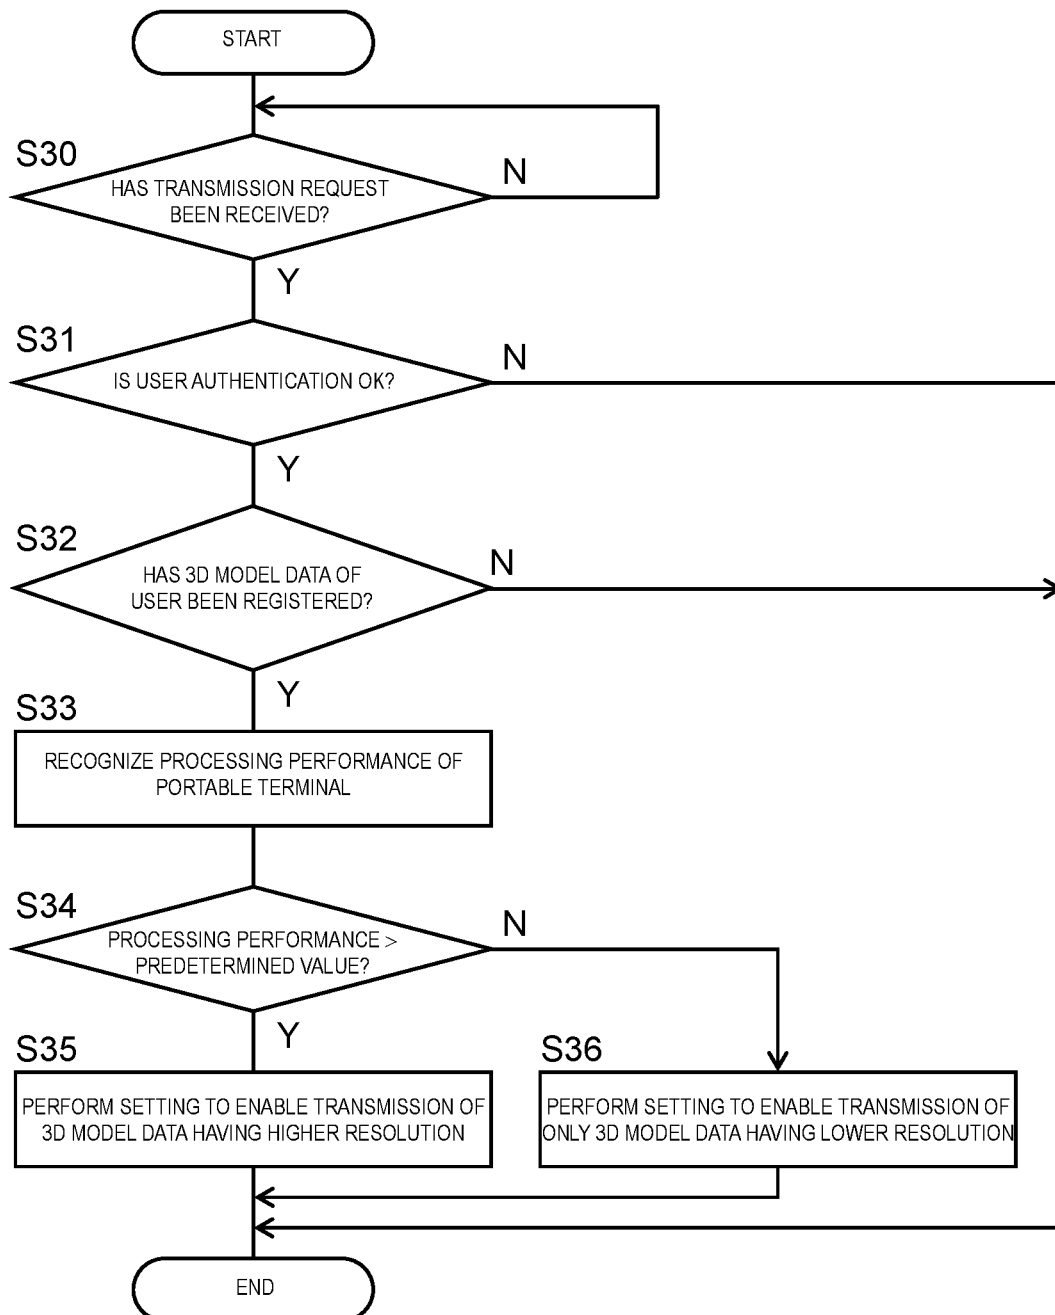 START
S30
HAS TRANSMISSION REQUEST
BEEN RECEIVED?
N
Y
S31
IS USER AUTHENTICATION OK?
N
Y
S32
HAS 3D MODEL DATA OF
USER BEEN REGISTERED?
N
Y
S33
RECOGNIZE PROCESSING PERFORMANCE OF
PORTABLE TERMINAL
S34
PROCESSING PERFORMANCE >
PREDETERMINED VALUE?
N
Y
S35
PERFORM SETTING TO ENABLE TRANSMISSION OF
3D MODEL DATA HAVING HIGHER RESOLUTION
S36
PERFORM SETTING TO ENABLE TRANSMISSION OF
ONLY 3D MODEL DATA HAVING LOWER RESOLUTION
END